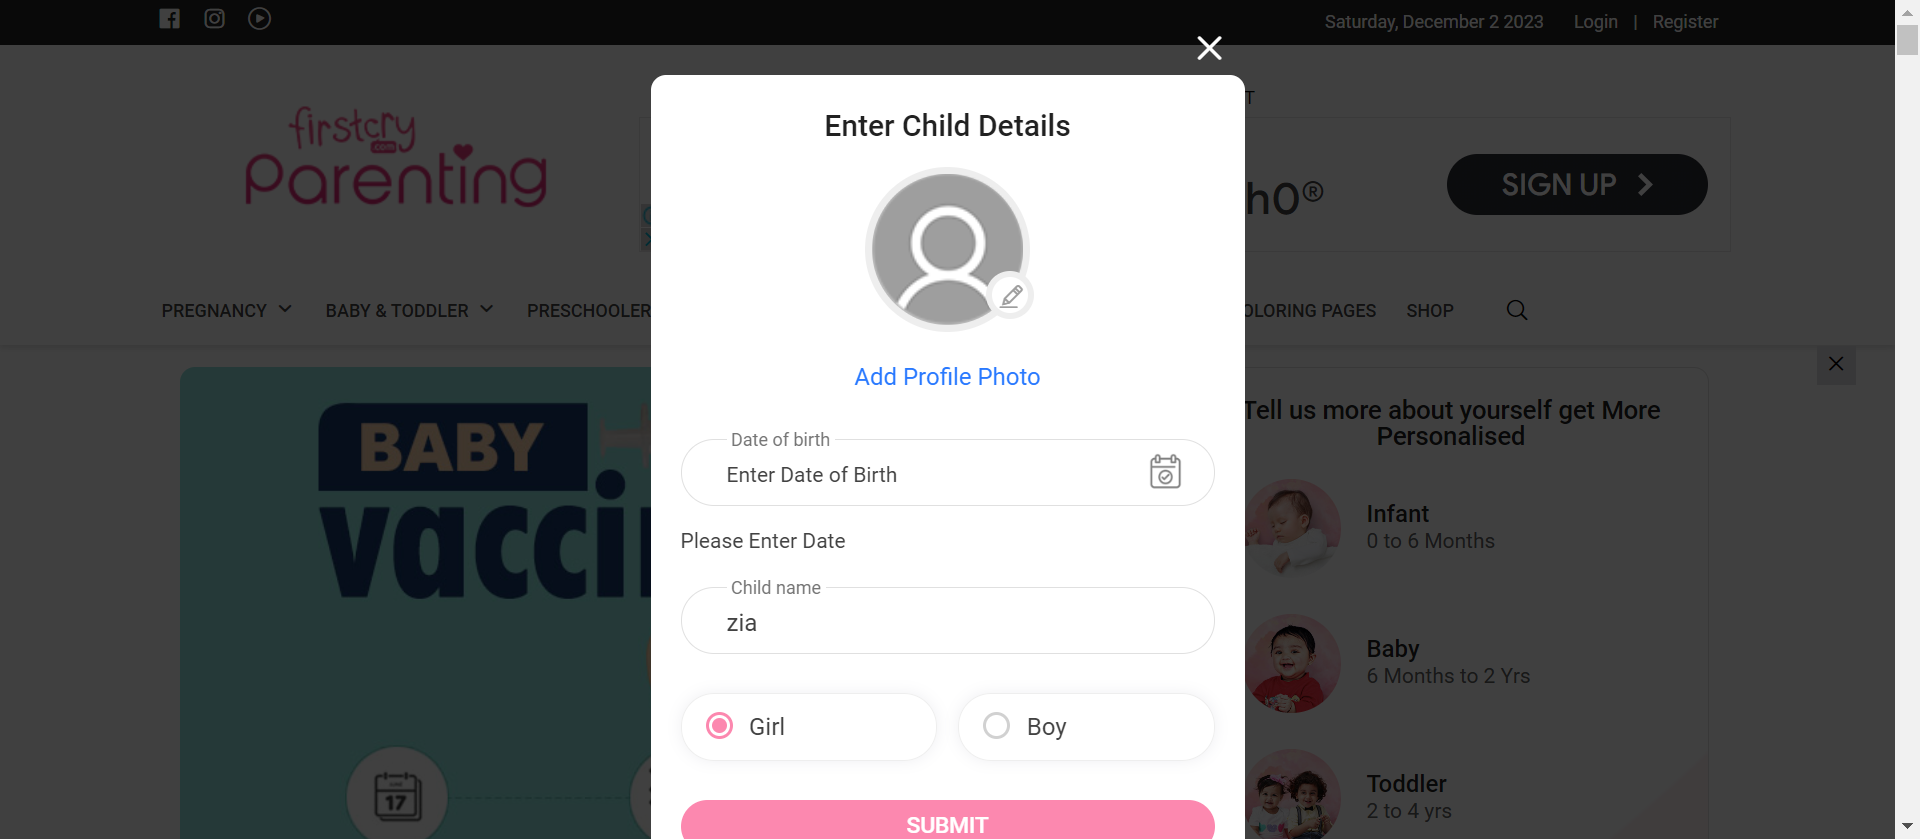 Saturday, December 2 2023 Login | Register
T
Enter Child Details
firstcry
.com
Parenting
h0®
SIGN UP
PREGNANCY BABY & TODDLER PRESCHOOLER OLORING PAGES SHOP
Add Profile Photo
BABY
vacci
Tell us more about yourself get More
Personalised
Date of birth
Enter Date of Birth
Please Enter Date
Infant
0 to 6 Months
Child name
zia
Baby
6 Months to 2 Yrs
Girl
Boy
17
Toddler
2 to 4 yrs
SUBMIT